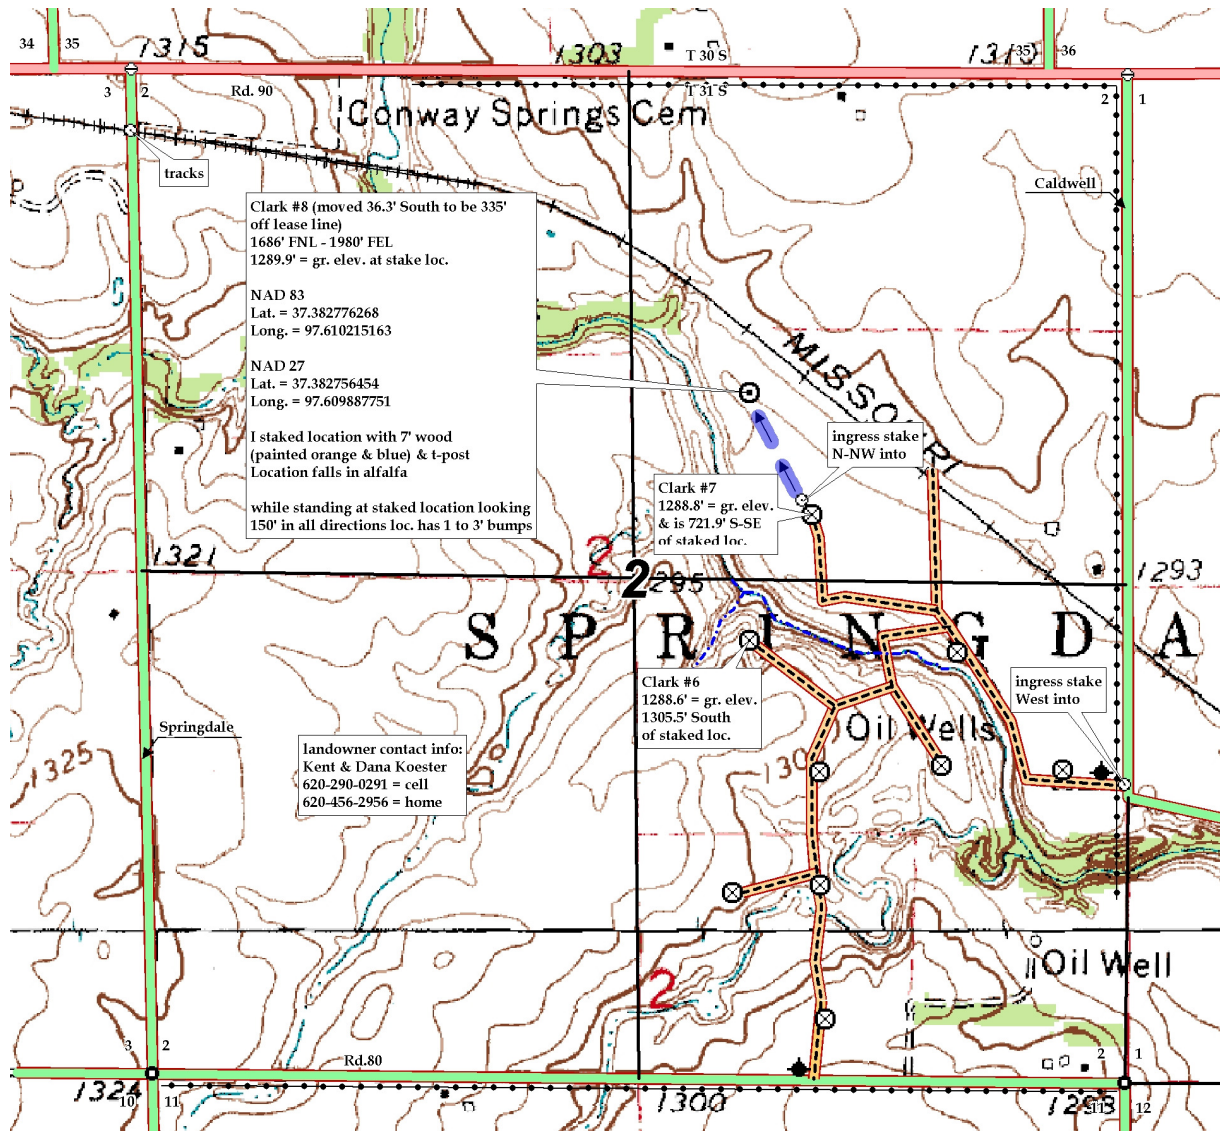 34
35
1315
1303
T 30 S
1310
35
36
3
2
Rd. 90
T 31 S
2
1
Conway Springs Cem
tracks
Caldwell
Clark #8 (moved 36.3' South to be 335'
off lease line)
1686' FNL - 1980' FEL
1289.9' = gr. elev. at stake loc.
NAD 83
Lat. = 37.382776268
Long. = 97.610215163
NAD 27
Lat. = 37.382756454
Long. = 97.609887751
I staked location with 7' wood
(painted orange & blue) & t-post
Location falls in alfalfa
while standing at staked location looking
150' in all directions loc. has 1 to 3' bumps
MISSOURI
ingress stake
N-NW into
Clark #7
1288.8' = gr. elev.
& is 721.9' S-SE
of staked loc.
1321
2
2
1295
1293
SPRINGDA
Clark #6
1288.6' = gr. elev.
1305.5' South
of staked loc.
ingress stake
West into
Springdale
Oil Wells
1325
landowner contact info:
Kent & Dana Koester
620-290-0291 = cell
620-456-2956 = home
130
2
Oil Well
3
2
Rd.80
2
1
1324
10
11
1300
1293
11
12